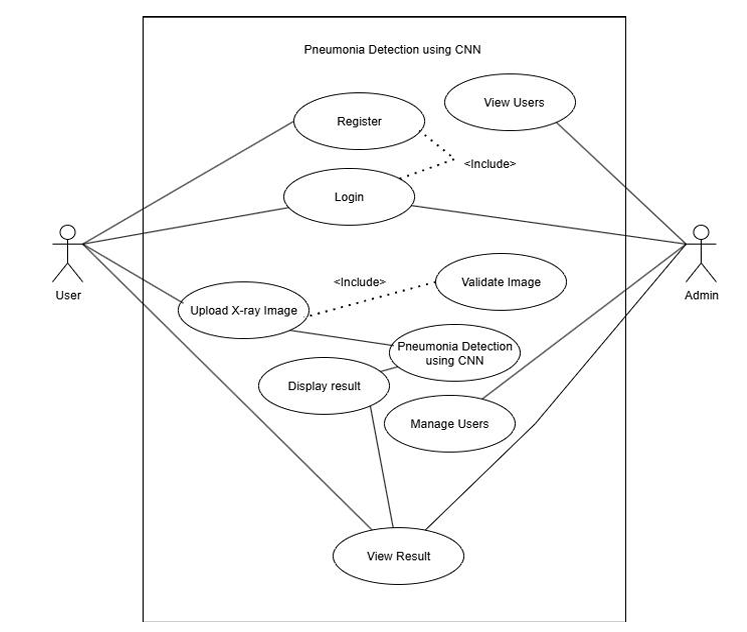 Pneumonia Detection using CNN
View Users
Register
<Include>
Login
User
Admin
<Include>
Validate Image
Upload X-ray Image
Pneumonia Detection
using CNN
Display result
Manage Users
View Result